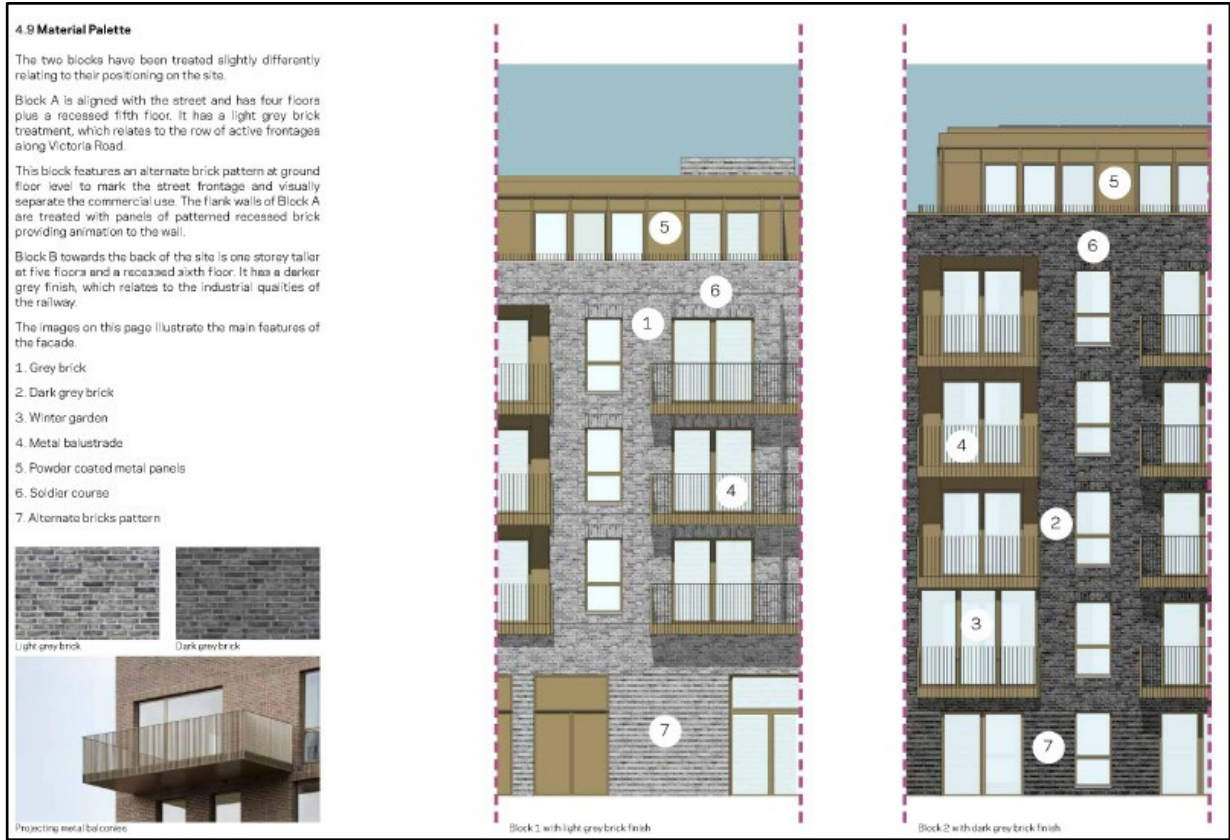 4.9 Material Palette
The two blocks have been treated slightly differently
relating to their positioning on the site.
Block A is aligned with the street and has four floors
plus a recessed fifth floor. It has a light grey brick
treatment, which relates to the row of active frontages
along Victoria Road.
This block features an alternate brick pattern at ground
floor level to mark the street frontage and visually
separate the commercial use. The flank walls of Block A
are treated with panels of patterned recessed brick
providing animation to the wall.
Block B towards the back of the site is one storey taller
at five floors and a recessed sixth floor. It has a darker
grey finish, which relates to the industrial qualities of
the railway.
The images on this page illustrate the main features of
the facade.
1. Grey brick
2. Dark grey brick
3. Winter garden
4. Metal balustrade
5. Powder coated metal panels
6. Soldier course
7. Alternate bricks pattern
Light grey brick
Dark grey brick
Projecting metal balconies
5
6
1
4
7
Block 1 with light grey brick finish
5
6
4
2
3
7
Block 2 with dark grey brick finish